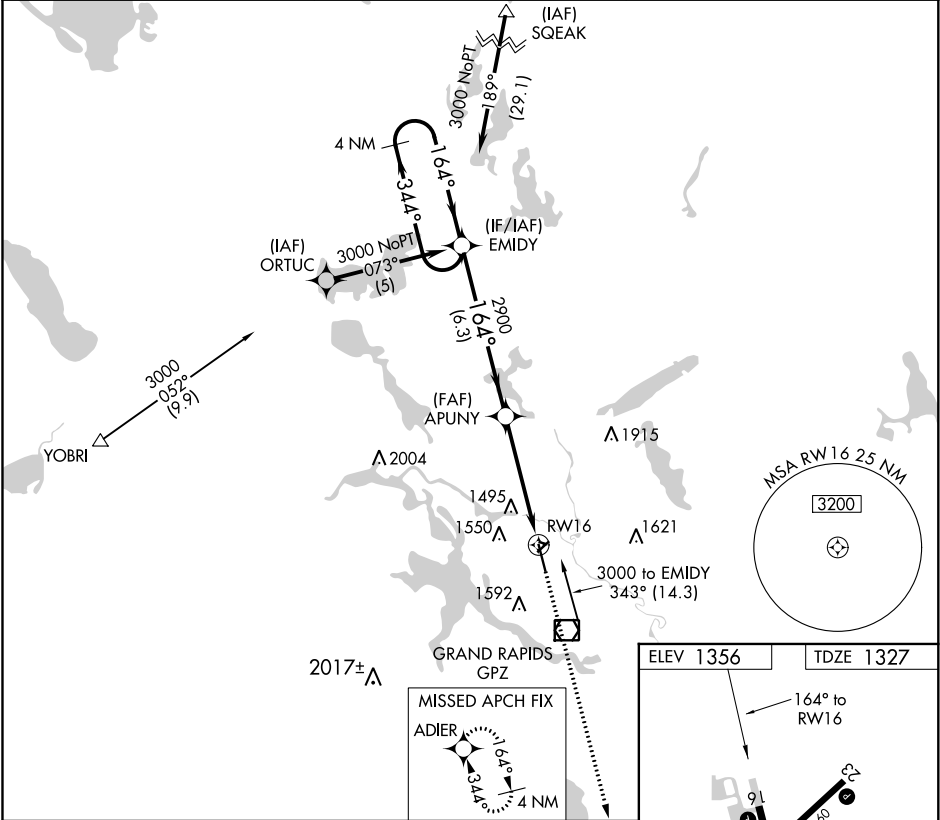 (IAF)
SQEAK
3000 NoPT
189°
(29.1)
4 NM
164°
344°
(IF/IAF)
EMIDY
(IAF)
ORTUC
3000 NoPT
073°
(5)
2900
164°
(6.3)
3000
052°
(9.9)
YOBRI
(FAF)
APUNY
1915
2004
MSA RW16 25 NM
3200
1495
1550
RW16
1621
3000 to EMIDY
343° (14.3)
1592
GRAND RAPIDS
GPZ
2017±
MISSED APCH FIX
ADIER
164°
344°
4 NM
ELEV 1356
TDZE 1327
164° to
RW16
16
23
P
60